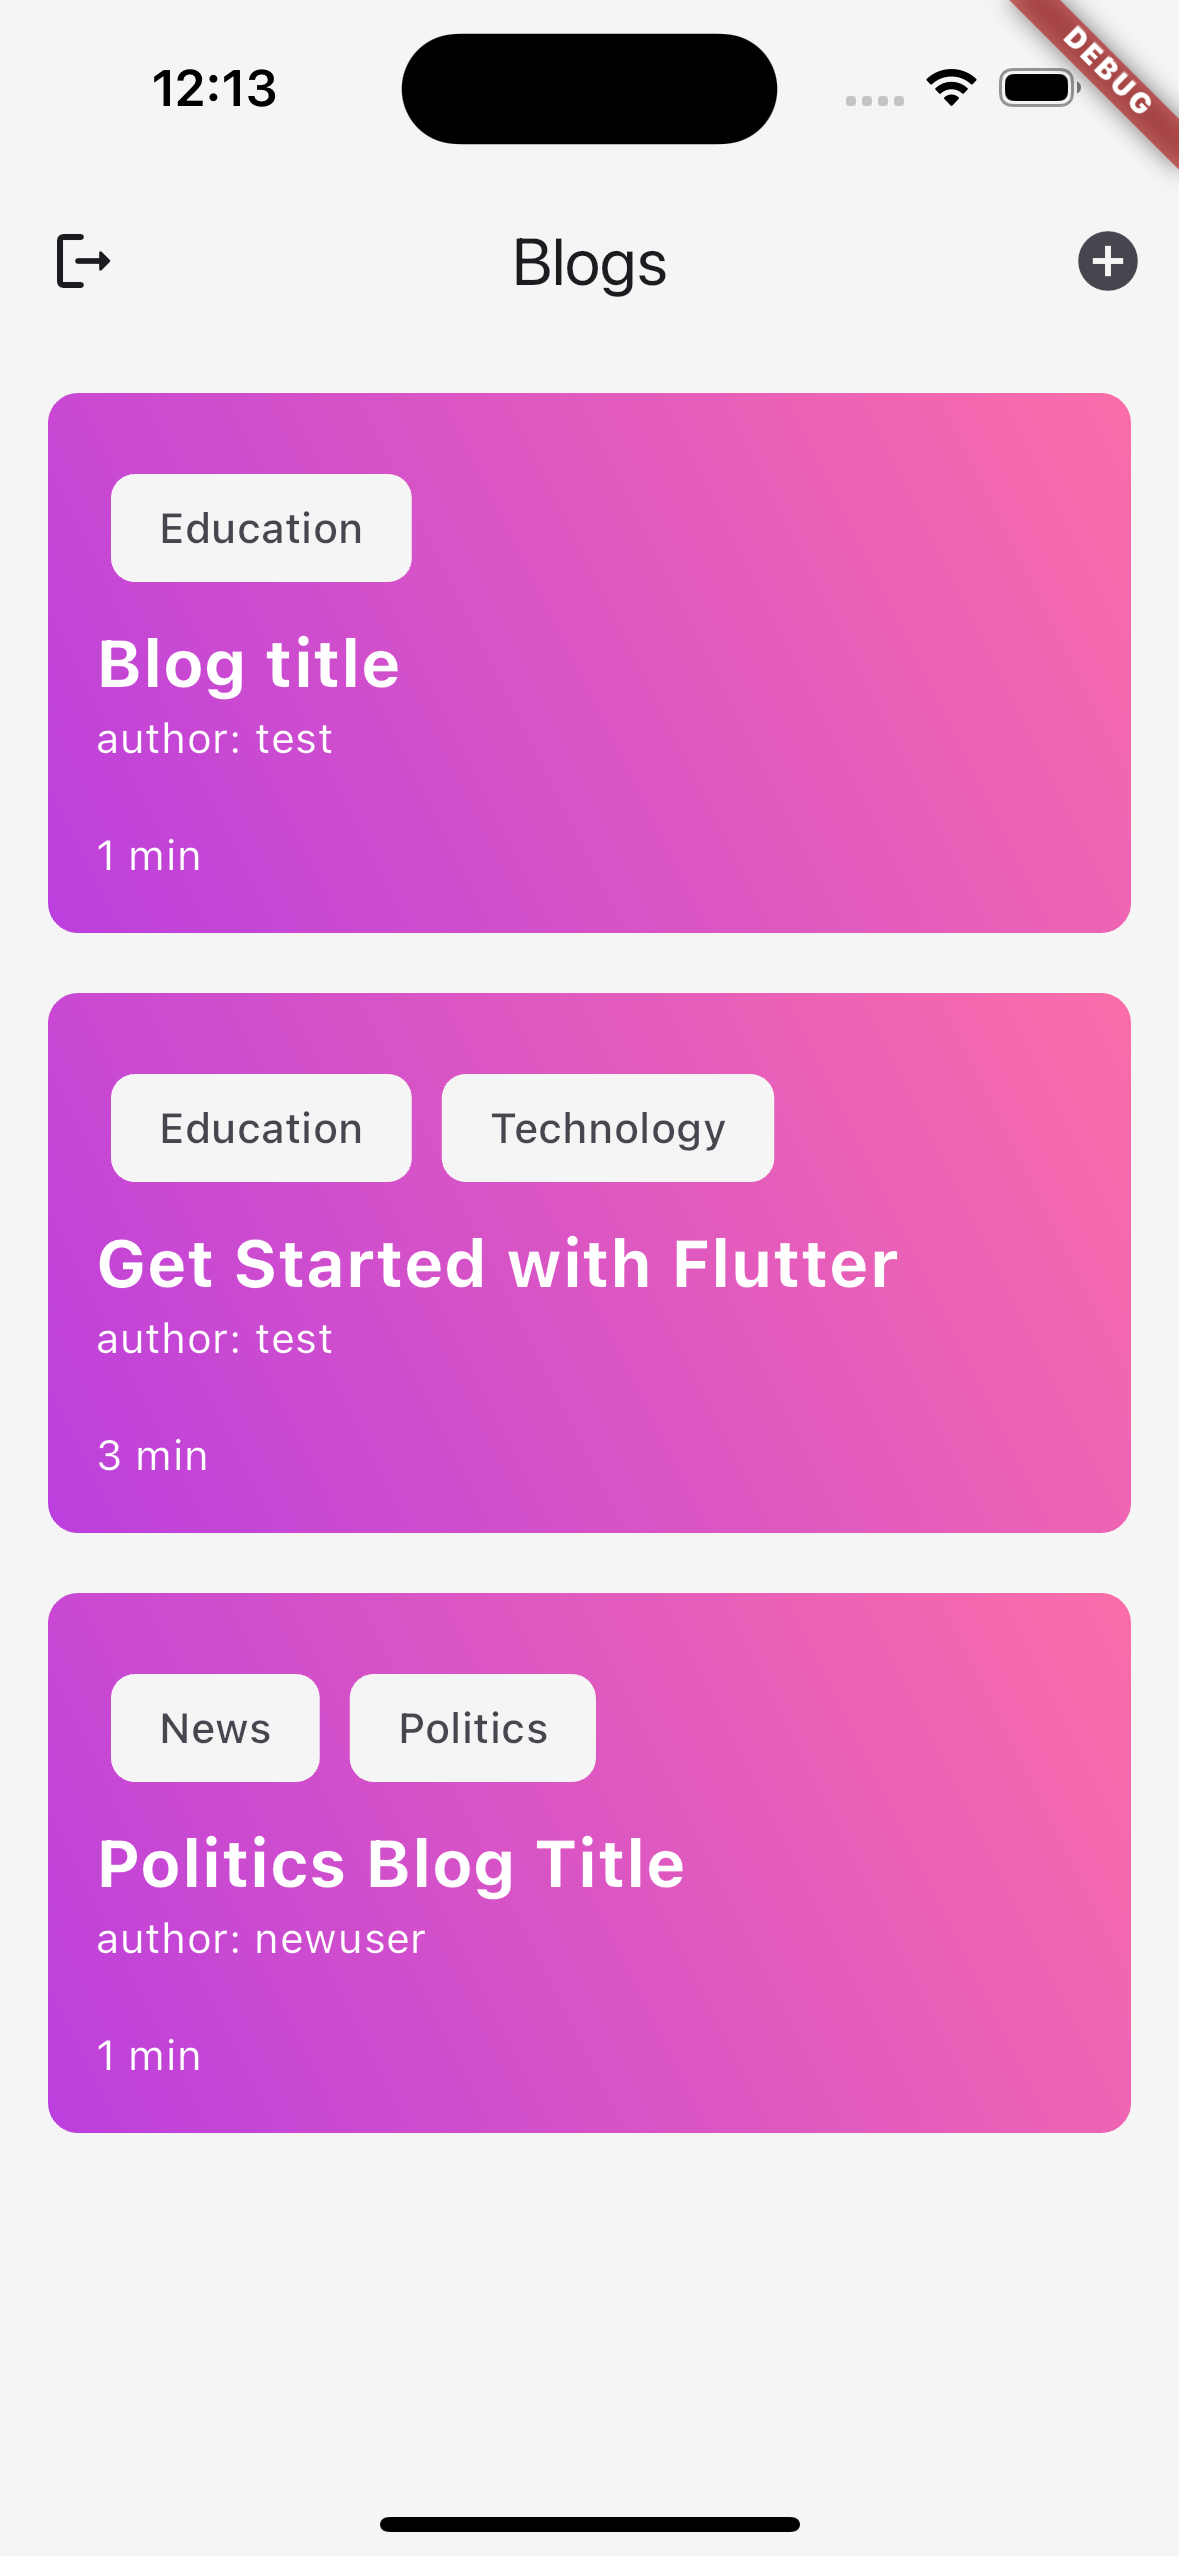 12:13
DEBUG
Blogs
Education
Blog title
author: test
1 min
Education Technology
Get Started with Flutter
author: test
3 min
News Politics
Politics Blog Title
author: newuser
1 min